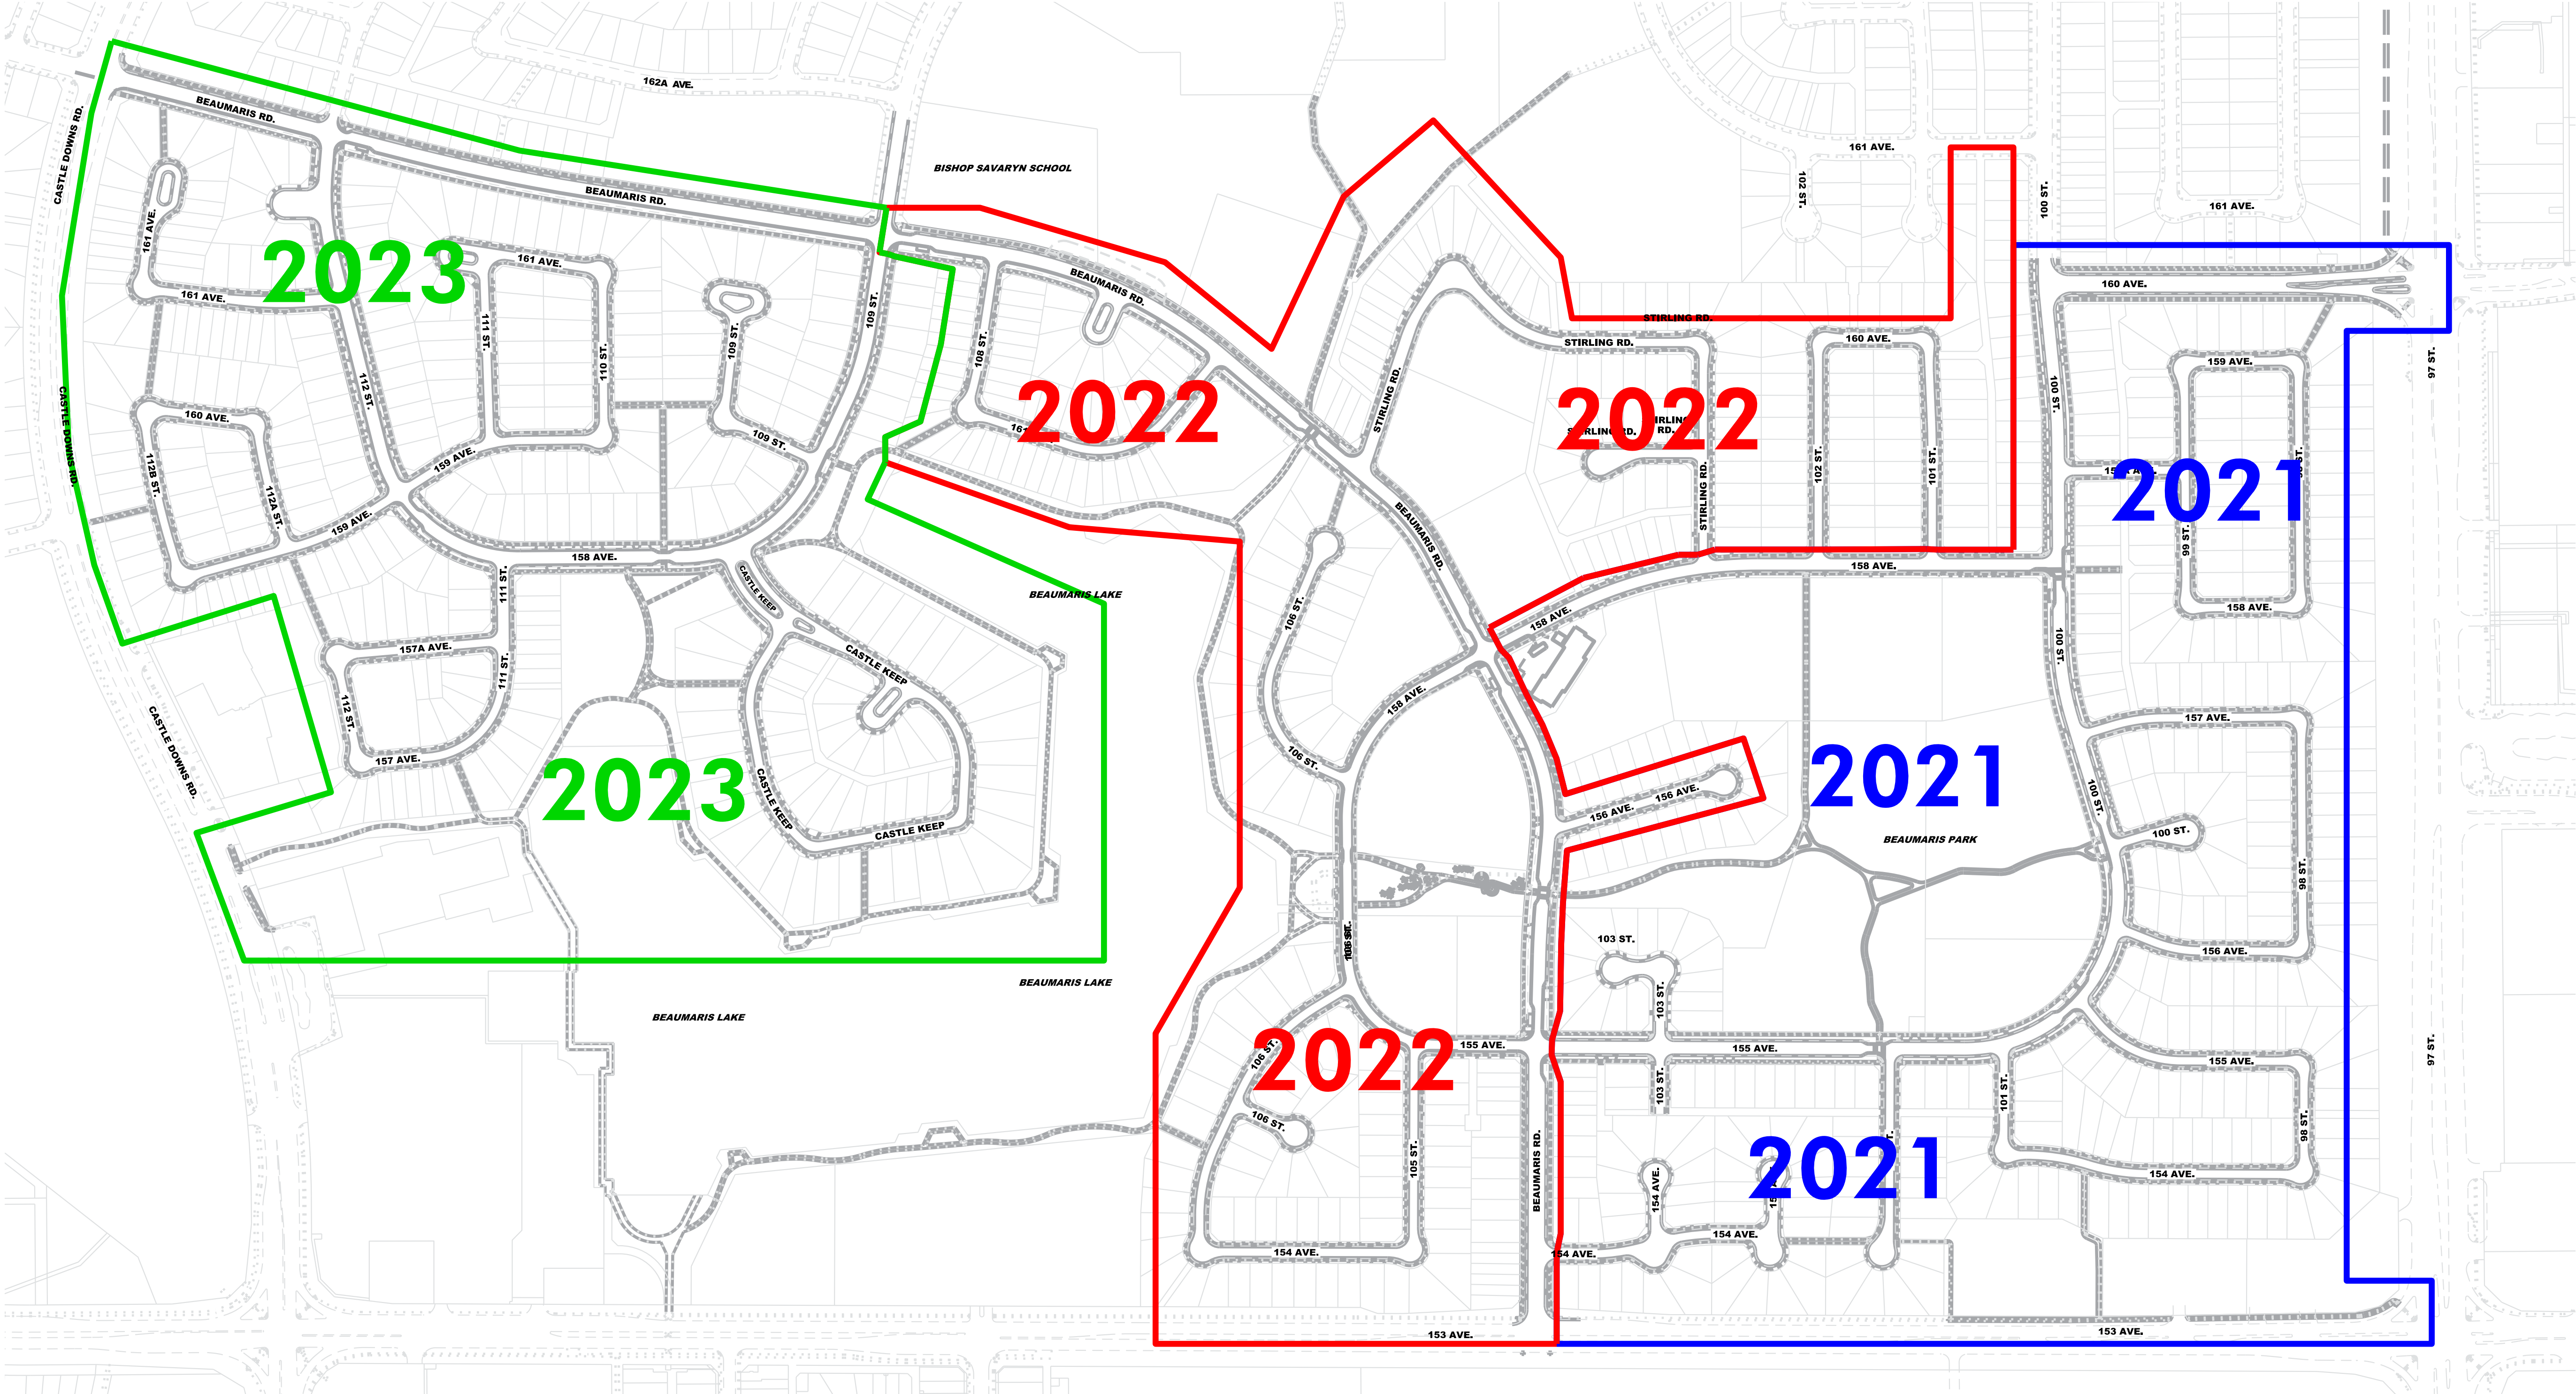 162A AVE.
BEAUMARIS RD.
CASTLE DOWNS RD.
BISHOP SAVARYN SCHOOL
161 AVE.
102 ST.
100 ST.
161 AVE.
BEAUMARIS RD.
161 AVE.
2023
161 AVE.
161 AVE.
BEAUMARIS RD.
160 AVE.
109 ST.
111 ST.
109 ST.
110 ST.
108 ST.
STIRLING RD.
STIRLING RD.
160 AVE.
159 AVE.
97 ST.
112 ST.
CASTLE DOWNS RD.
160 AVE.
2022
STIRLING RD.
2022
100 ST.
109 ST.
159 AVE.
112B ST.
112A ST.
159 AVE.
STIRLING RD.
102 ST.
101 ST.
2021
99 ST.
BEAUMARIS RD.
158 AVE.
158 AVE.
111 ST.
CASTLE KEEP
BEAUMARIS LAKE
106 ST.
158 AVE.
158 AVE.
100 ST.
157A AVE.
111 ST.
CASTLE KEEP
158 AVE.
112 ST.
157 AVE.
CASTLE DOWNS RD.
157 AVE.
106 ST.
2023
CASTLE KEEP
CASTLE KEEP
156 AVE.
156 AVE.
2021
100 ST.
100 ST.
BEAUMARIS PARK
98 ST.
103 ST.
156 AVE.
BEAUMARIS LAKE
BEAUMARIS LAKE
103 ST.
2022
106 ST.
155 AVE.
155 AVE.
155 AVE.
97 ST.
106 ST.
105 ST.
103 ST.
101 ST.
98 ST.
BEAUMARIS RD.
154 AVE.
2021
154 AVE.
154 AVE.
154 AVE.
154 AVE.
153 AVE.
153 AVE.